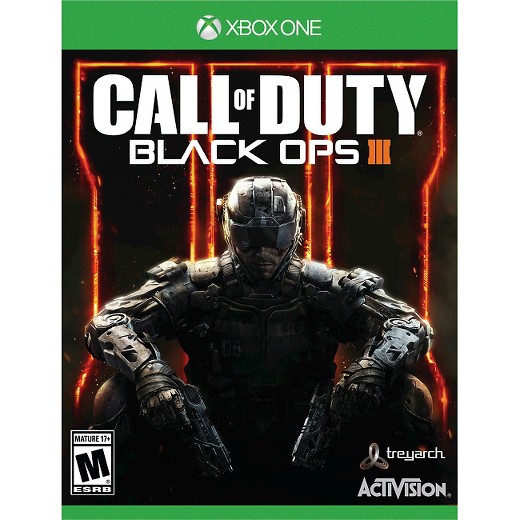 XBOX ONE
CALL OF DUTY
BLACK OPS III
MATURE 17+
M
ESRB
treyarch
ACTIVISION.